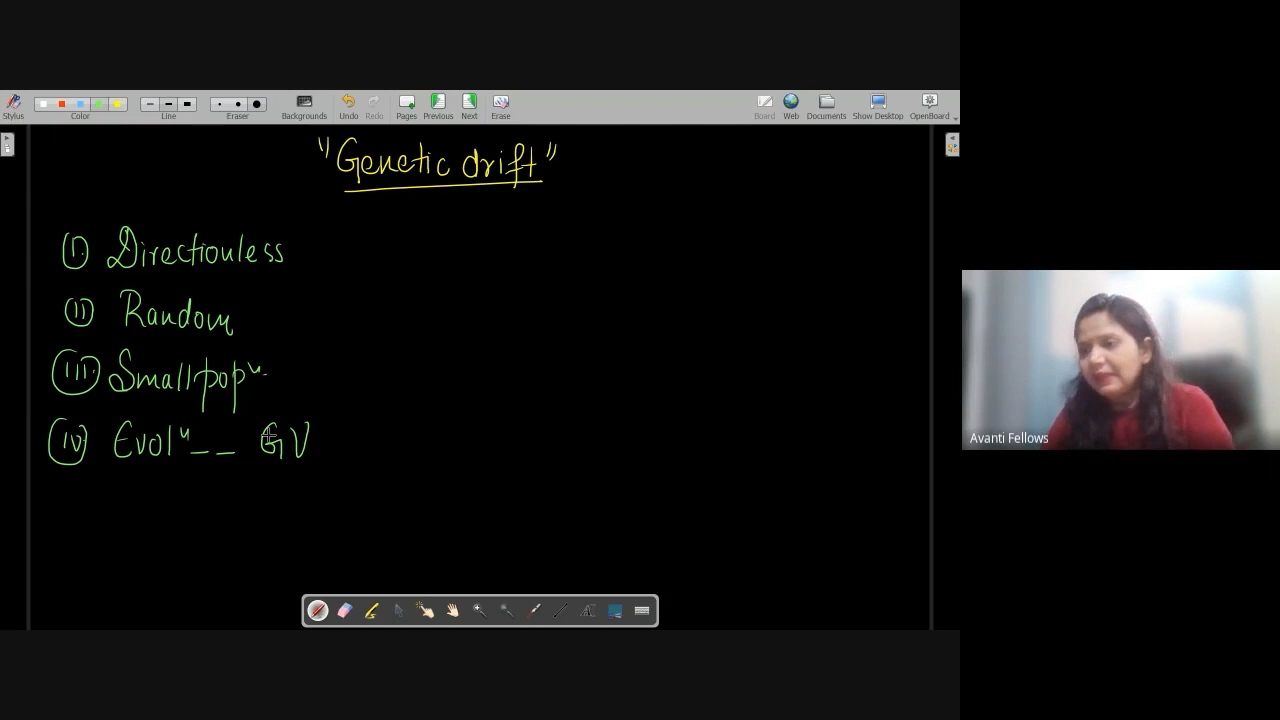 Stylus Color Line Eraser Backgrounds Undo Redo Pages Previous Next Erase Board Web Documents Show Desktop OpenBoard
"Genetic drift"
(I) Directionless
(II) Random
(III) Small popⁿ.
(IV) Evolⁿ _ _ GV
Avanti Fellows